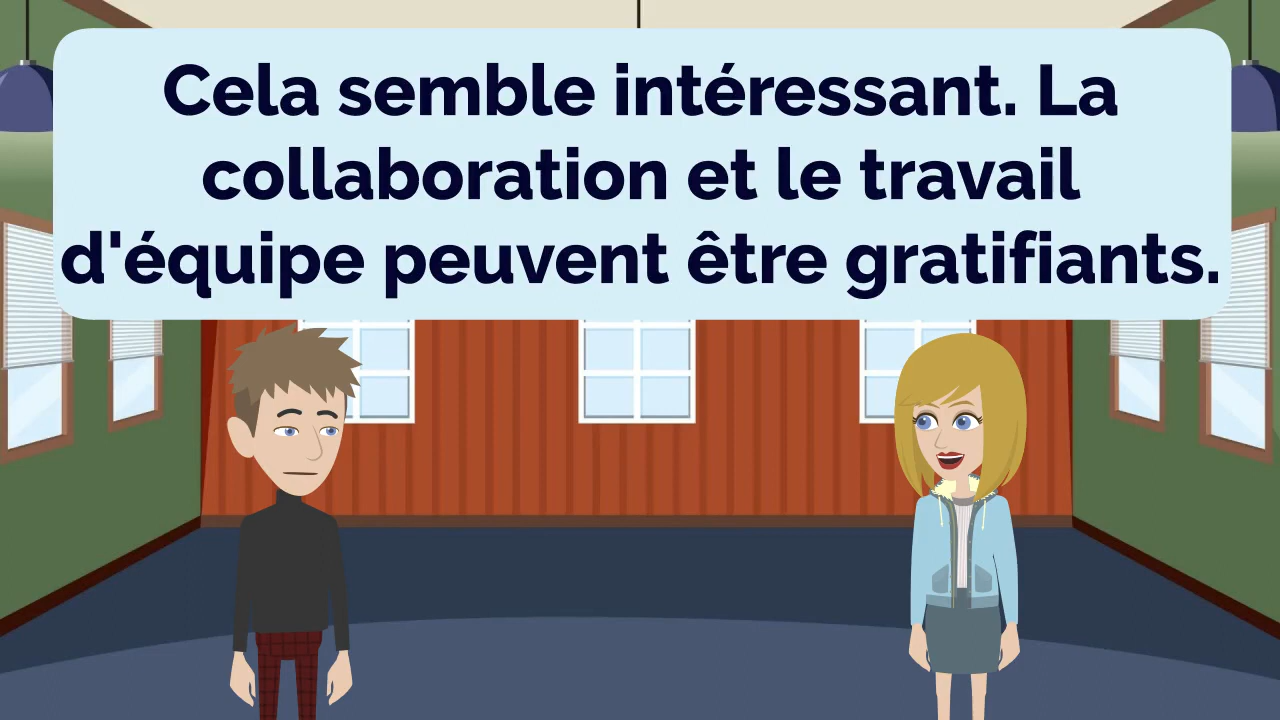 Cela semble intéressant. La
collaboration et le travail
d'équipe peuvent être gratifiants.